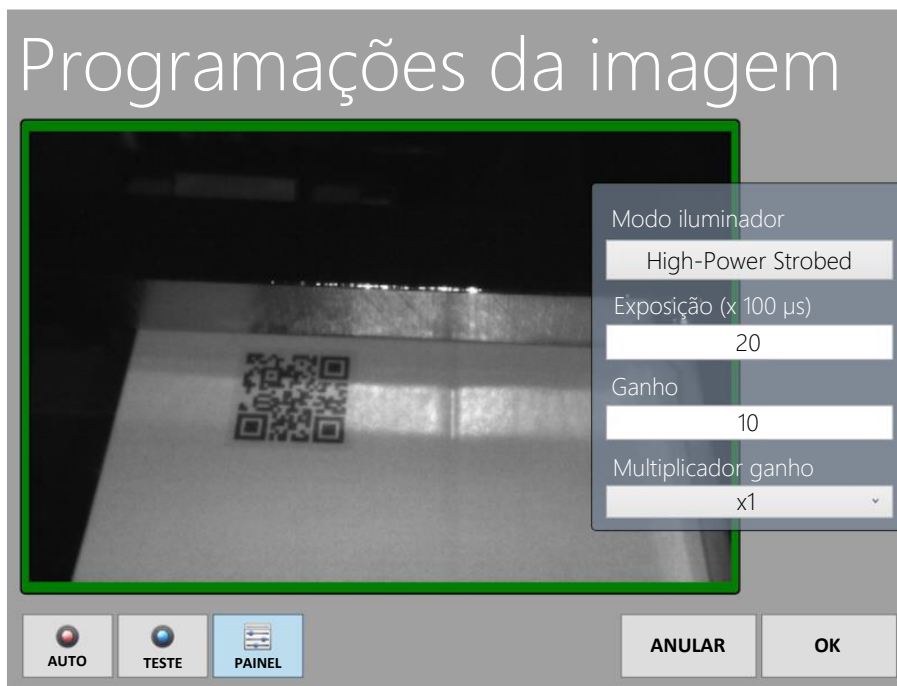 Programações da imagem
Modo iluminador
High-Power Strobed
Exposição (x 100 µs)
20
Ganho
10
Multiplicador ganho
x1
AUTO
TESTE
PAINEL
ANULAR
OK